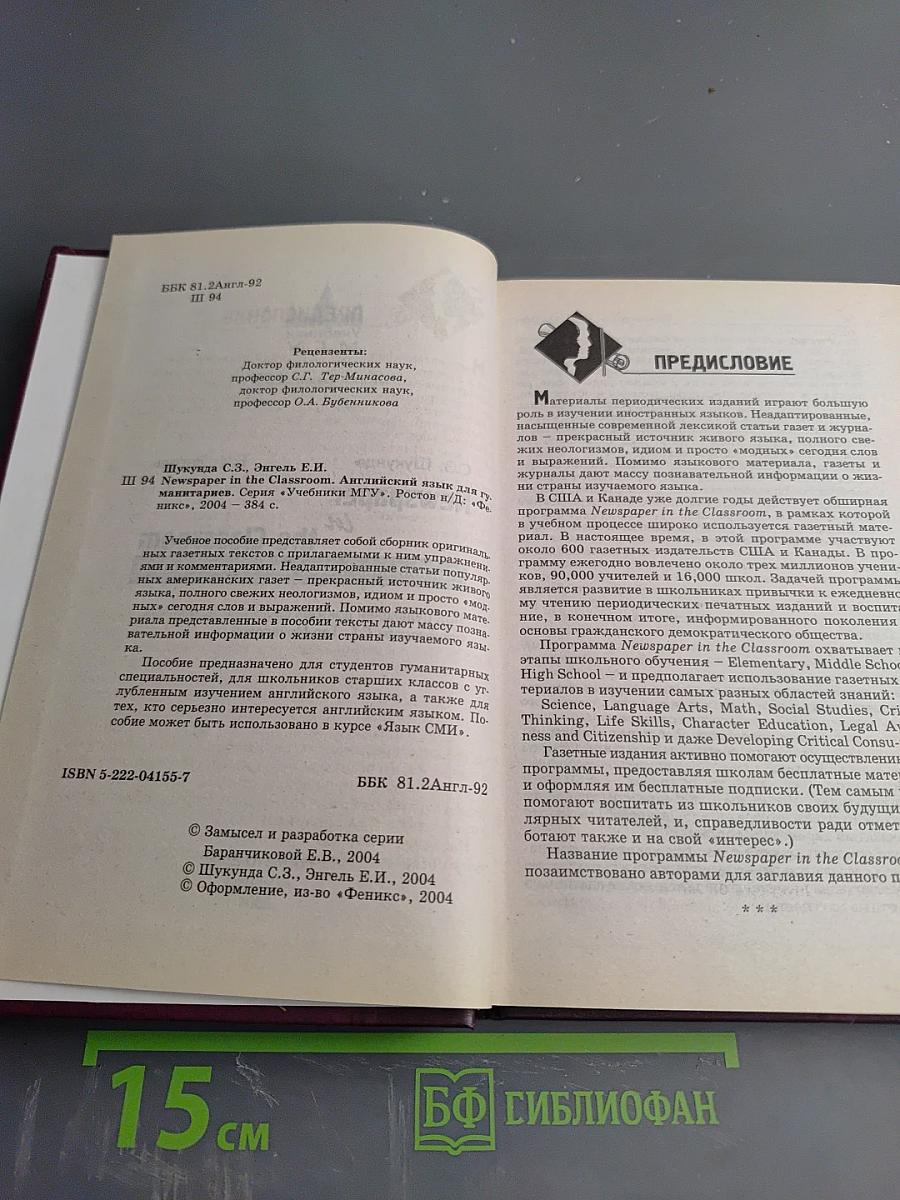 ББК 81.2Англ-92
Ш 94
Рецензенты:
Доктор филологических наук,
профессор С.Г. Тер-Минасова,
доктор филологических наук,
профессор О.А. Бубенникова
Шукунда С.З., Энгель Е.И.
Ш 94 Newspaper in the Classroom. Английский язык для гу-
манитариев. Серия «Учебники МГУ». Ростов н/Д: «Фе-
никс», 2004 – 384 с.
Учебное пособие представляет собой сборник оригиналь-
ных газетных текстов с прилагаемыми к ним упражнени-
ями и комментариями. Неадаптированные статьи популяр-
ных американских газет – прекрасный источник живого
языка, полного свежих неологизмов, идиом и просто «мод-
ных» сегодня слов и выражений. Помимо языкового мате-
риала представленные в пособии тексты дают массу позна-
вательной информации о жизни страны изучаемого язы-
ка.
Пособие предназначено для студентов гуманитарных
специальностей, для школьников старших классов с уг-
лубленным изучением английского языка, а также для
тех, кто серьезно интересуется английским языком. По-
собие может быть использовано в курсе «Язык СМИ».
ISBN 5-222-04155-7
ББК 81.2Англ-92
© Замысел и разработка серии
Баранчиковой Е.В., 2004
© Шукунда С.З., Энгель Е.И., 2004
© Оформление, из-во «Феникс», 2004
ПРЕДИСЛОВИЕ
Материалы периодических изданий играют большую
роль в изучении иностранных языков. Неадаптированные,
насыщенные современной лексикой статьи газет и журна-
лов – прекрасный источник живого языка, полного све-
жих неологизмов, идиом и просто «модных» сегодня слов
и выражений. Помимо языкового материала, газеты и
журналы дают массу познавательной информации о жиз-
ни страны изучаемого языка.
В США и Канаде уже долгие годы действует обширная
программа Newspaper in the Classroom, в рамках которой
в учебном процессе широко используется газетный мате-
риал. В настоящее время, в этой программе участвуют
около 600 газетных издательств США и Канады. В про-
грамму ежегодно вовлечено около трех миллионов учени-
ков, 90,000 учителей и 16,000 школ. Задачей программы
является развитие в школьниках привычки к ежедневно-
му чтению периодических печатных изданий и воспита-
ние, в конечном итоге, информированного поколения
основы гражданского демократического общества.
Программа Newspaper in the Classroom охватывает
этапы школьного обучения – Elementary, Middle Schoo
High School – и предполагает использование газетных
териалов в изучении самых разных областей знаний:
Science, Language Arts, Math, Social Studies, Cri
Thinking, Life Skills, Character Education, Legal Aw
ness and Citizenship и даже Developing Critical Consu-
Газетные издания активно помогают осуществлению
программы, предоставляя школам бесплатные мате
и оформляя им бесплатные подписки. (Тем самым
помогают воспитать из школьников своих будущи
лярных читателей, и, справедливости ради отмет
ботают также и на свой «интерес».)
Название программы Newspaper in the Classroo
позаимствовано авторами для заглавия данного п
* * *
15 см
БФ БИБЛИОФАН